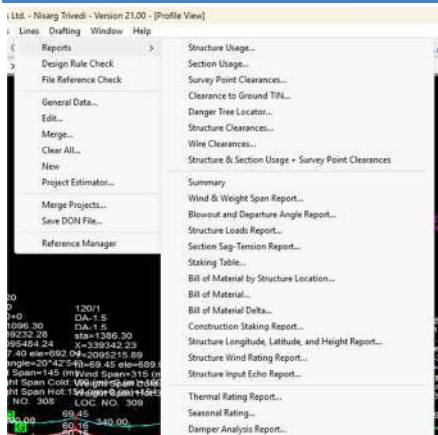 Ltd. - Nisarg Trivedi - Version 21.00 - [Profile View]
Lines Drafting Window Help
Reports >
Design Rule Check
File Reference Check
General Data...
Edit...
Merge...
Clear All...
New
Project Estimator...
Merge Projects...
Save DON File...
Reference Manager
Structure Usage...
Section Usage...
Survey Point Clearances...
Clearance to Ground TIN...
Danger Tree Locator...
Structure Clearances...
Wire Clearances...
Structure & Section Usage + Survey Point Clearances
Summary
Wind & Weight Span Report...
Blowout and Departure Angle Report...
Structure Loads Report...
Section Sag-Tension Report...
Staking Table...
Bill of Material by Structure Location...
Bill of Material...
Bill of Material Delta...
Construction Staking Report...
Structure Longitude, Latitude, and Height Report...
Structure Wind Rating Report...
Structure Input Echo Report...
Thermal Rating Report...
Seasonal Rating...
Damper Analysis Report...
120/1
DA-1.5
DA-1.5
sta=1386.30
X=339342.23
NO. 308
LOC NO. 309
69.45
60.16
340.00